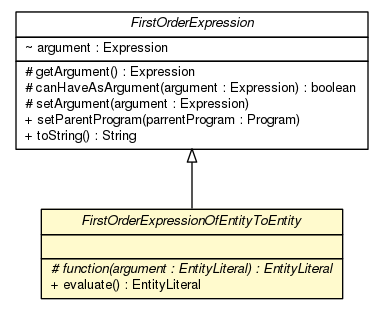 FirstOrderExpression
~ argument : Expression
# getArgument() : Expression
# canHaveAsArgument(argument : Expression) : boolean
# setArgument(argument : Expression)
+ setParentProgram(parrentProgram : Program)
+ toString() : String
FirstOrderExpressionOfEntityToEntity
# function(argument : EntityLiteral) : EntityLiteral
+ evaluate() : EntityLiteral